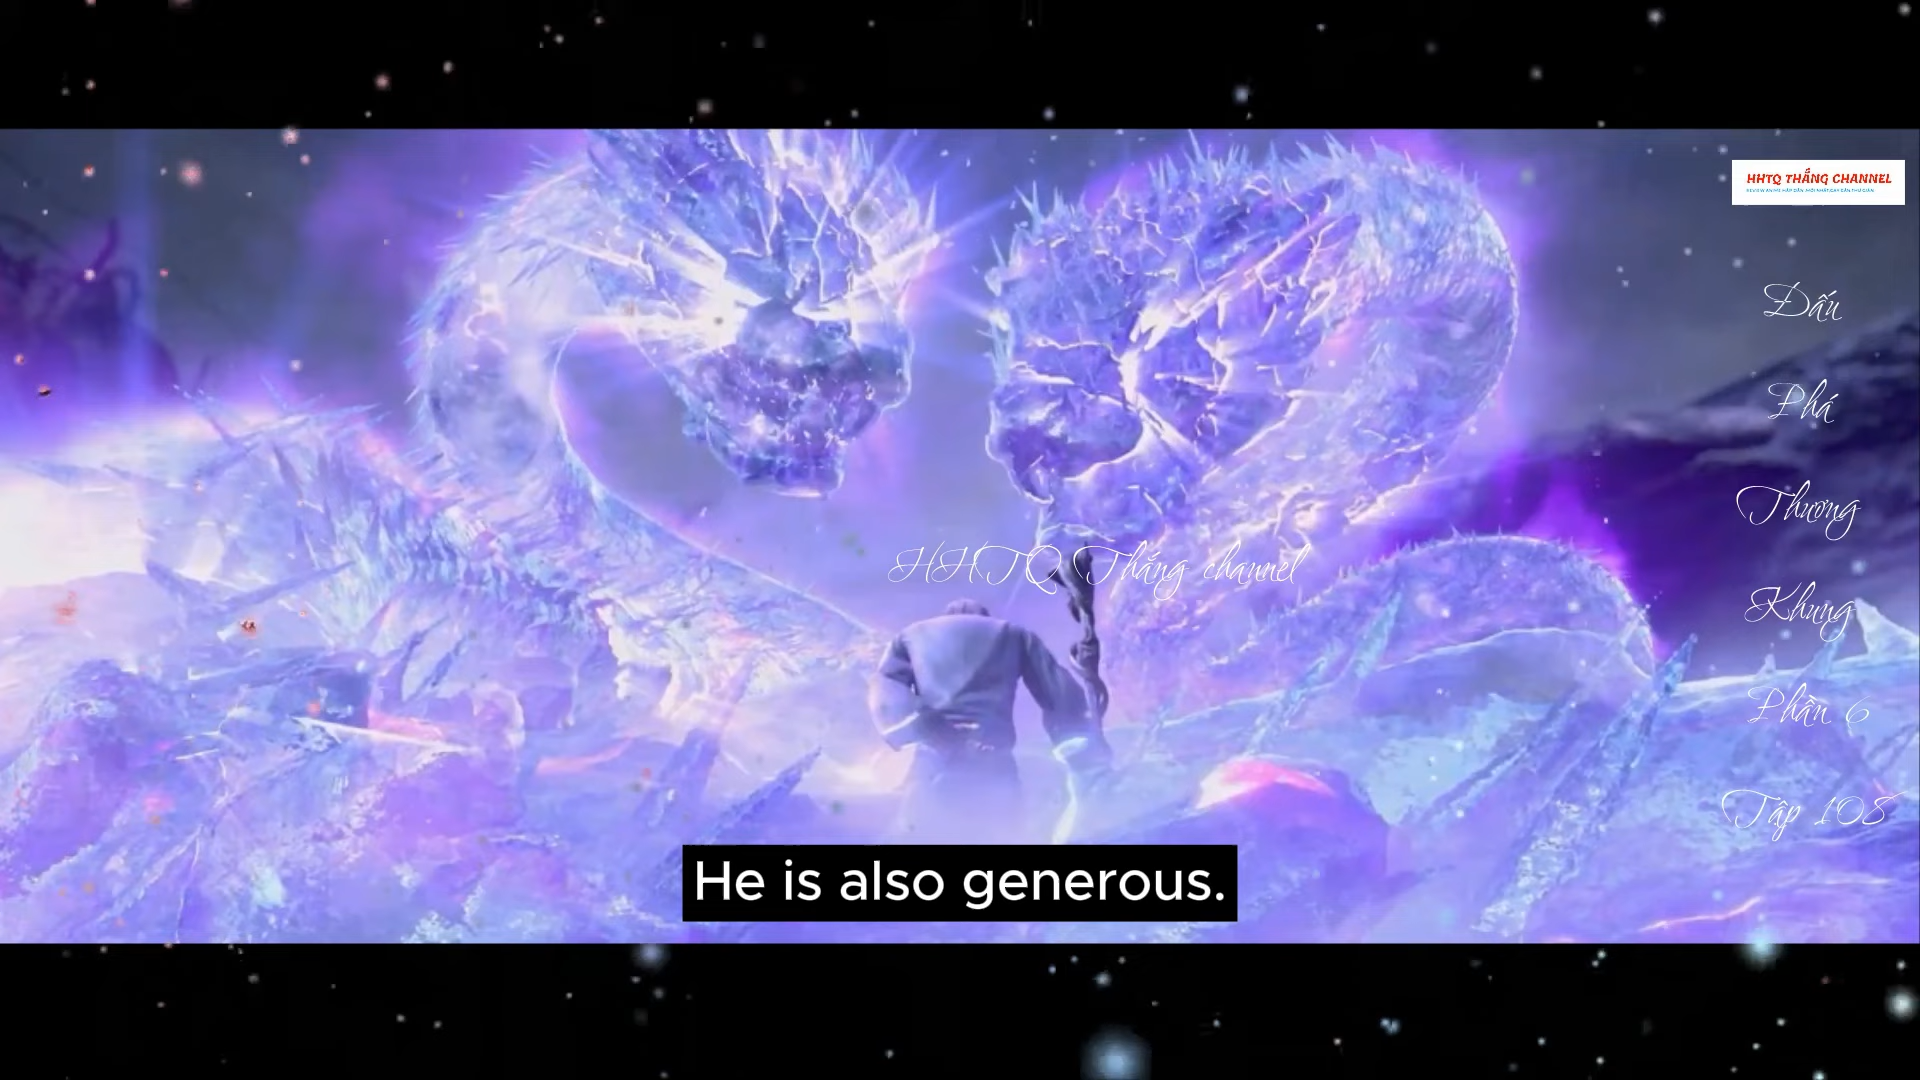 HHTQ THẮNG CHANNEL
Đấu
Phá
Thương
Khung
Phần 6
Tập 108
HHTQ Thắng channel
He is also generous.